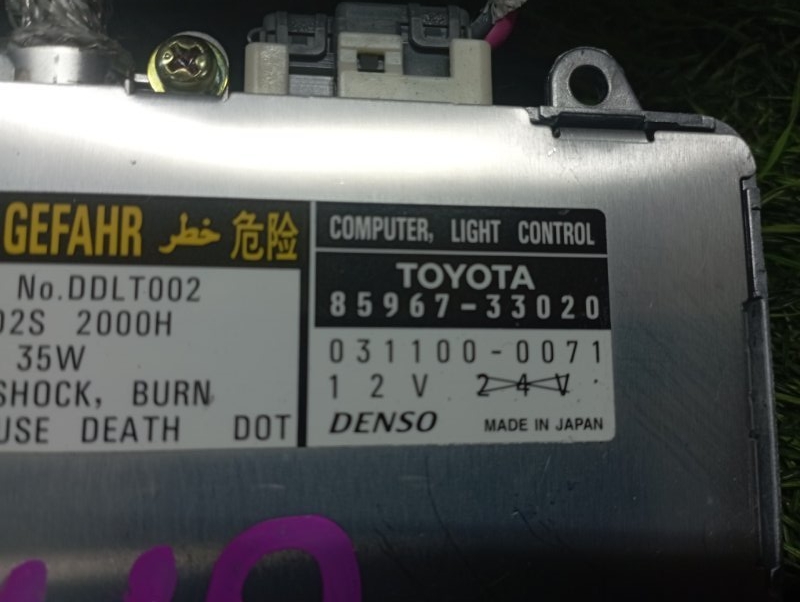 GEFAHR خطر 危险
No.DDLT002
02S 2000H
35W
SHOCK, BURN
USE DEATH DOT
COMPUTER, LIGHT CONTROL
TOYOTA
85967-33020
031100-0071
12V 24V
DENSO MADE IN JAPAN